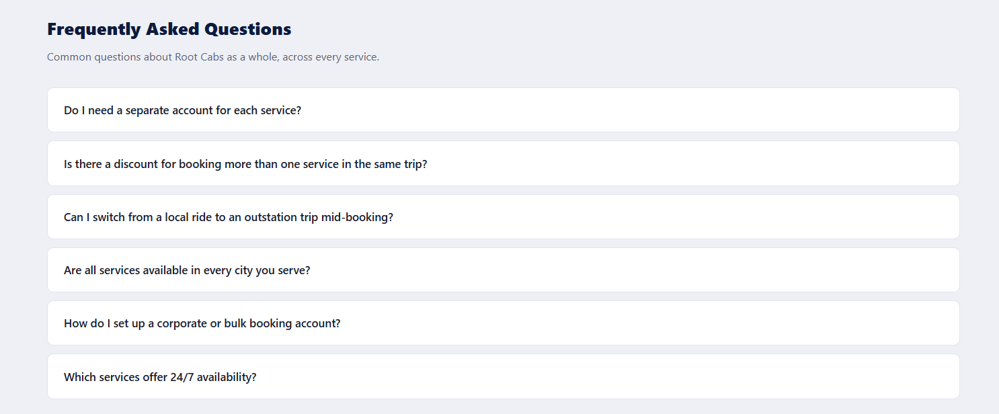 Frequently Asked Questions
Common questions about Root Cabs as a whole, across every service.
Do I need a separate account for each service?
Is there a discount for booking more than one service in the same trip?
Can I switch from a local ride to an outstation trip mid-booking?
Are all services available in every city you serve?
How do I set up a corporate or bulk booking account?
Which services offer 24/7 availability?